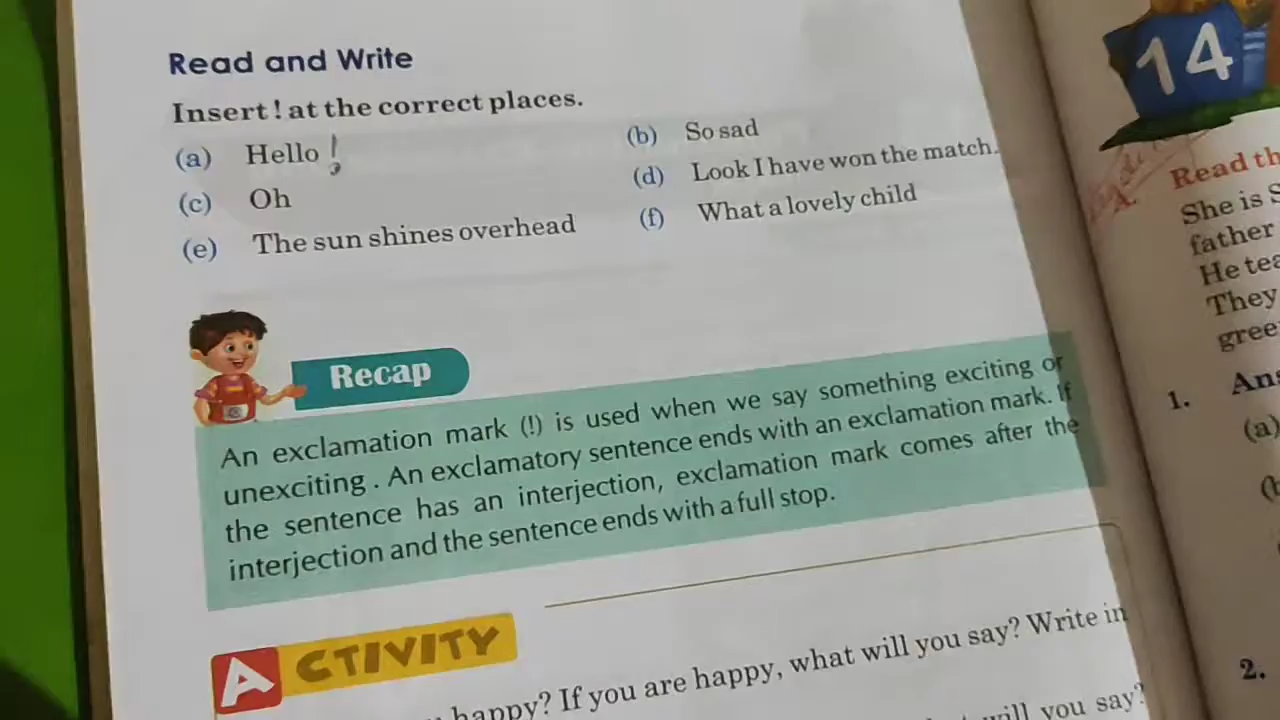 Read and Write
Insert ! at the correct places.
(a) Hello !
(b) So sad
(c) Oh
(d) Look I have won the match.
(e) The sun shines overhead
(f) What a lovely child
Recap
An exclamation mark (!) is used when we say something exciting or
unexciting . An exclamatory sentence ends with an exclamation mark. If
the sentence has an interjection, exclamation mark comes after the
interjection and the sentence ends with a full stop.
ACTIVITY
happy? If you are happy, what will you say? Write in
will you say?
14
Read th
She is S
father
He tea
They
gree
1. Ans
(a)
(b
2.